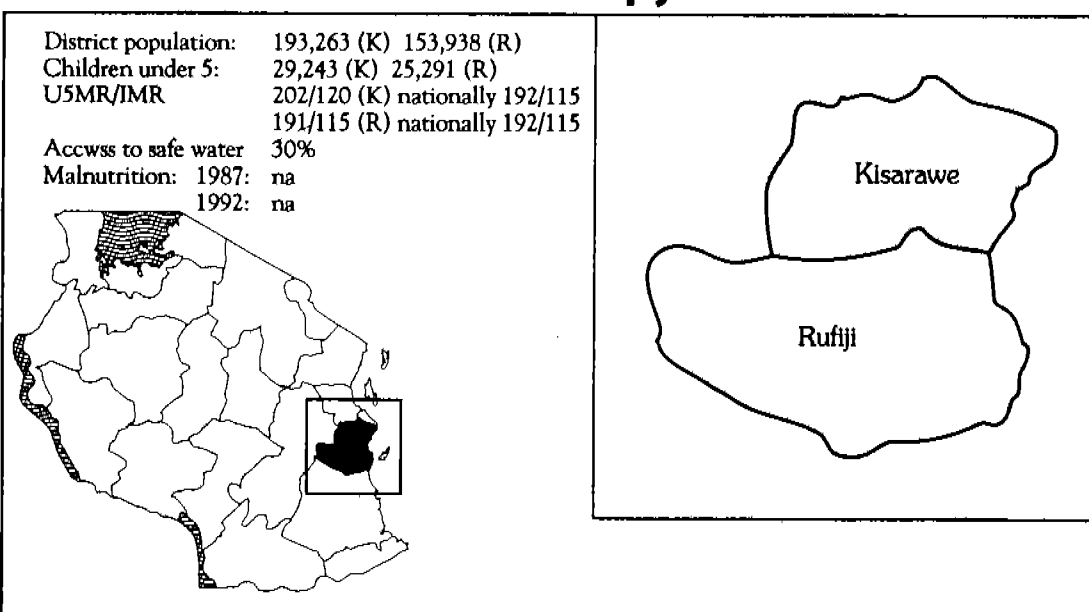 District population: 193,263 (K) 153,938 (R)
Children under 5: 29,243 (K) 25,291 (R)
U5MR/IMR 202/120 (K) nationally 192/115
191/115 (R) nationally 192/115
Accwss to safe water 30%
Malnutrition: 1987: na
1992: na
Kisarawe
Rufiji